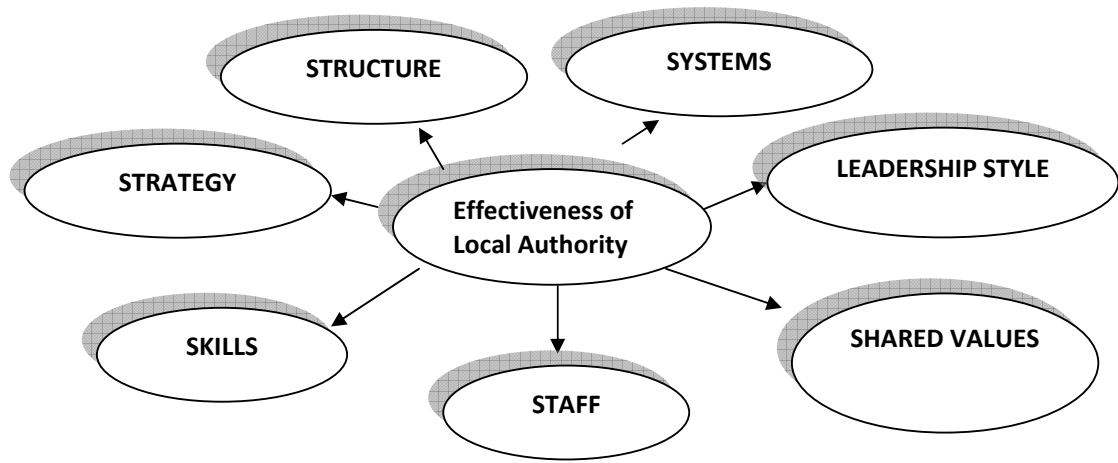 STRUCTURE
SYSTEMS
STRATEGY
LEADERSHIP STYLE
Effectiveness of
Local Authority
SKILLS
SHARED VALUES
STAFF